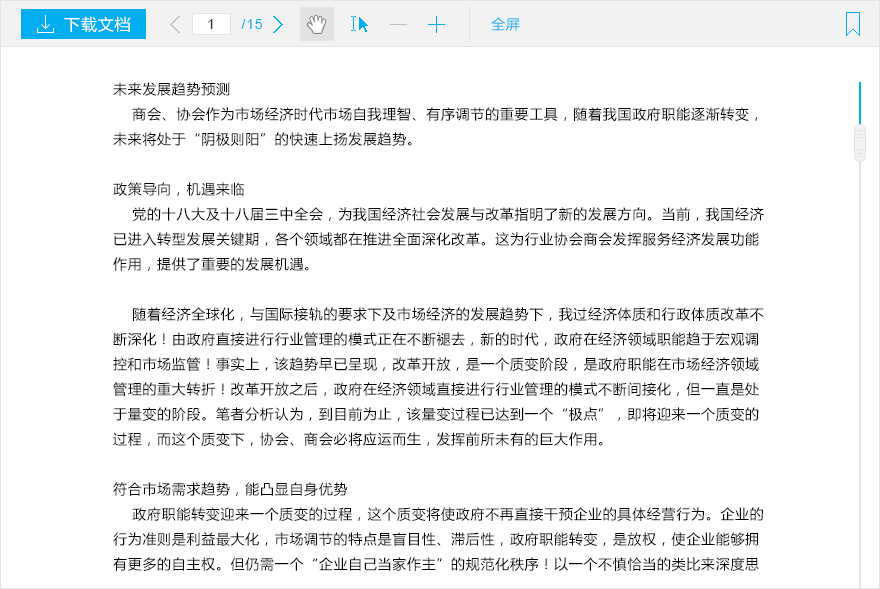 下载文档 1 /15 全屏
未来发展趋势预测
商会、协会作为市场经济时代市场自我理智、有序调节的重要工具，随着我国政府职能逐渐转变，
未来将处于“阴极则阳”的快速上扬发展趋势。
政策导向，机遇来临
党的十八大及十八届三中全会，为我国经济社会发展与改革指明了新的发展方向。当前，我国经济
已进入转型发展关键期，各个领域都在推进全面深化改革。这为行业协会商会发挥服务经济发展功能
作用，提供了重要的发展机遇。
随着经济全球化，与国际接轨的要求下及市场经济的发展趋势下，我过经济体质和行政体质改革不
断深化！由政府直接进行行业管理的模式正在不断褪去，新的时代，政府在经济领域职能趋于宏观调
控和市场监管！事实上，该趋势早已呈现，改革开放，是一个质变阶段，是政府职能在市场经济领域
管理的重大转折！改革开放之后，政府在经济领域直接进行行业管理的模式不断间接化，但一直是处
于量变的阶段。笔者分析认为，到目前为止，该量变过程已达到一个“极点”，即将迎来一个质变的
过程，而这个质变下，协会、商会必将应运而生，发挥前所未有的巨大作用。
符合市场需求趋势，能凸显自身优势
政府职能转变迎来一个质变的过程，这个质变将使政府不再直接干预企业的具体经营行为。企业的
行为准则是利益最大化，市场调节的特点是盲目性、滞后性，政府职能转变，是放权，使企业能够拥
有更多的自主权。但仍需一个“企业自己当家作主”的规范化秩序！以一个不慎恰当的类比来深度思